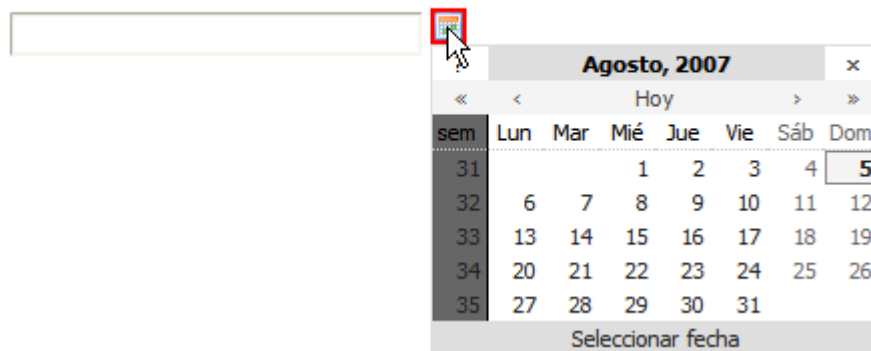 ? Agosto, 2007 ×
« ‹ Hoy › »
sem Lun Mar Mié Jue Vie Sáb Dom
31 1 2 3 4 5
32 6 7 8 9 10 11 12
33 13 14 15 16 17 18 19
34 20 21 22 23 24 25 26
35 27 28 29 30 31
Seleccionar fecha